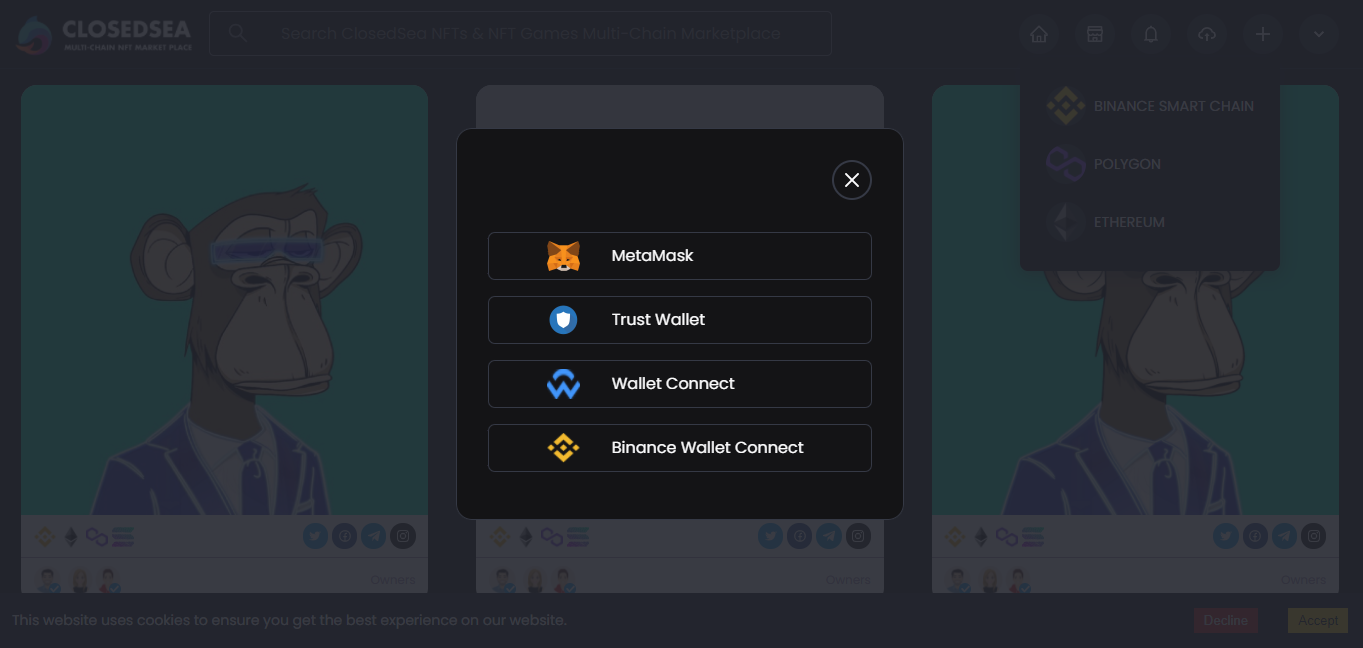 CLOSEDSEA
MULTI-CHAIN NFT MARKET PLACE
Search ClosedSea NFTs & NFT Games Multi-Chain Marketplace
BINANCE SMART CHAIN
POLYGON
ETHEREUM
MetaMask
Trust Wallet
Wallet Connect
Binance Wallet Connect
Owners
Owners
Owners
This website uses cookies to ensure you get the best experience on our website.
Decline
Accept